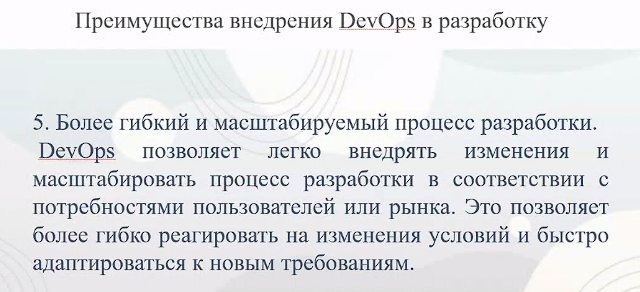 Преимущества внедрения DevOps в разработку
5. Более гибкий и масштабируемый процесс разработки.
DevOps позволяет легко внедрять изменения и
масштабировать процесс разработки в соответствии с
потребностями пользователей или рынка. Это позволяет
более гибко реагировать на изменения условий и быстро
адаптироваться к новым требованиям.